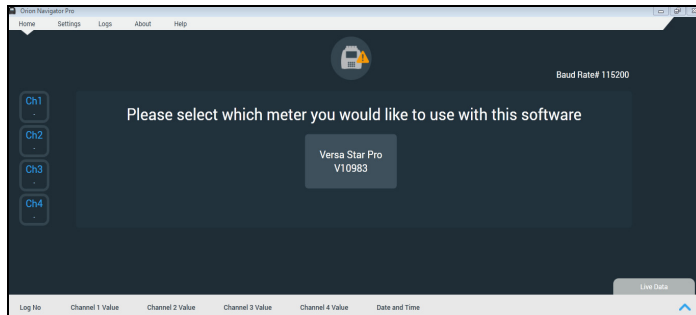 Orion Navigator Pro
Home Settings Logs About Help
Baud Rate# 115200
Ch1
-
Ch2
-
Ch3
-
Ch4
-
Please select which meter you would like to use with this software
Versa Star Pro
V10983
Live Data
Log No Channel 1 Value Channel 2 Value Channel 3 Value Channel 4 Value Date and Time